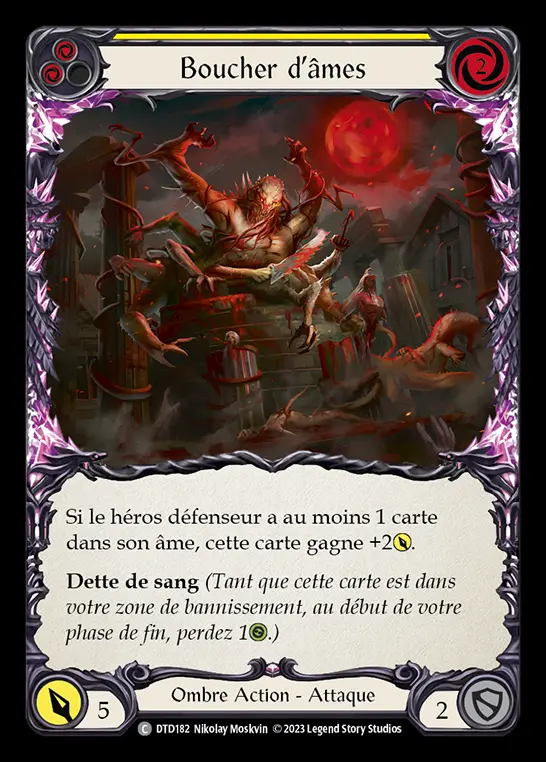 Boucher d'âmes
2
Si le héros défenseur a au moins 1 carte
dans son âme, cette carte gagne +2.
Dette de sang (Tant que cette carte est dans
votre zone de bannissement, au début de votre
phase de fin, perdez 1.)
5
Ombre Action - Attaque
2
C DTD182 Nikolay Moskvin ©2023 Legend Story Studios